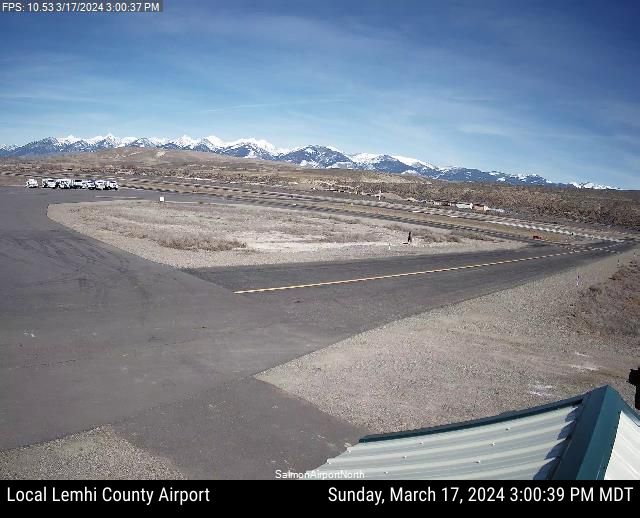 FPS: 10.53 3/17/2024 3:00:37 PM
SalmonAirportNorth
Local Lemhi County Airport
Sunday, March 17, 2024 3:00:39 PM MDT